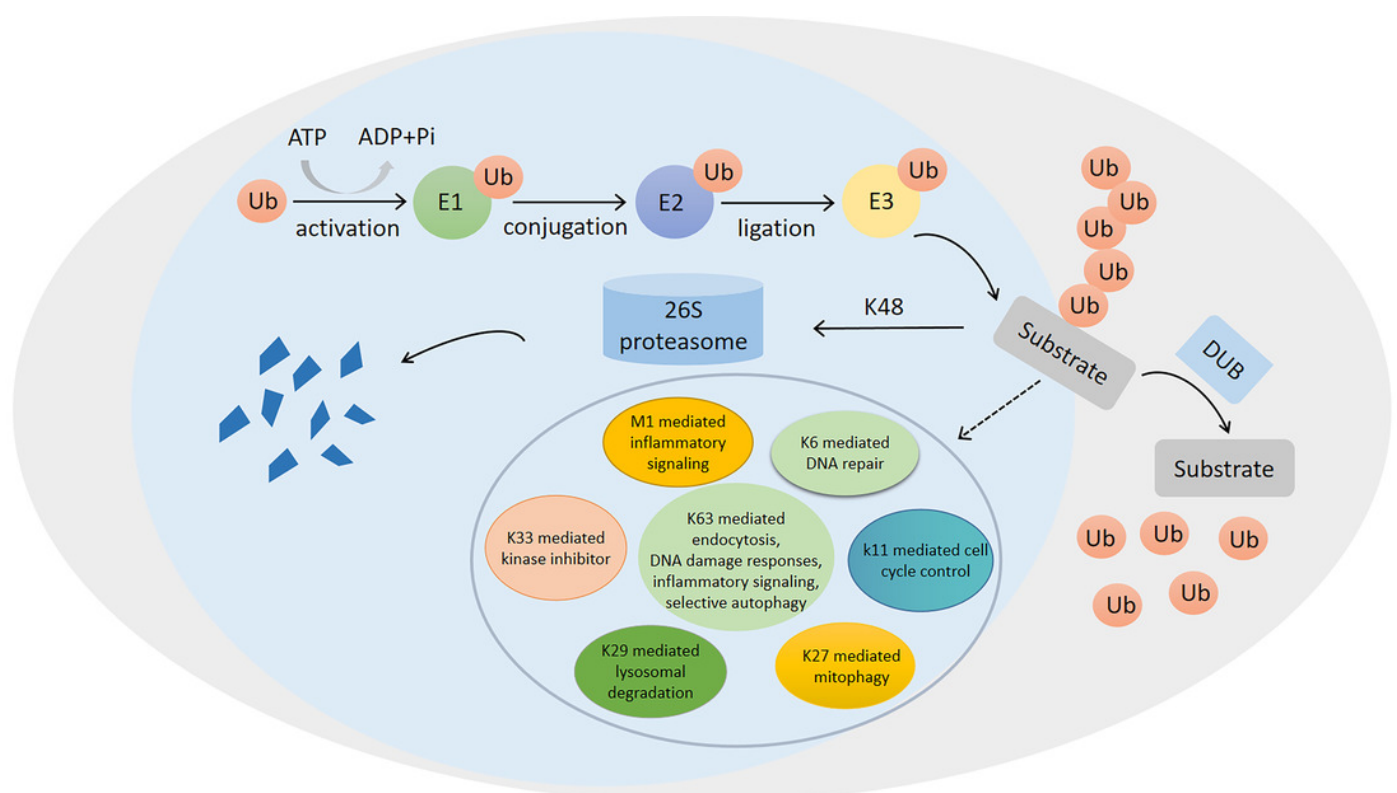 ATP
ADP+Pi
Ub
activation
E1
Ub
conjugation
E2
Ub
ligation
E3
Ub
Ub
Ub
Ub
Ub
Ub
Substrate
K48
26S
proteasome
DUB
Substrate
Ub
Ub
Ub
Ub
Ub
M1 mediated
inflammatory
signaling
K6 mediated
DNA repair
K33 mediated
kinase inhibitor
K63 mediated
endocytosis,
DNA damage responses,
inflammatory signaling,
selective autophagy
k11 mediated cell
cycle control
K29 mediated
lysosomal
degradation
K27 mediated
mitophagy